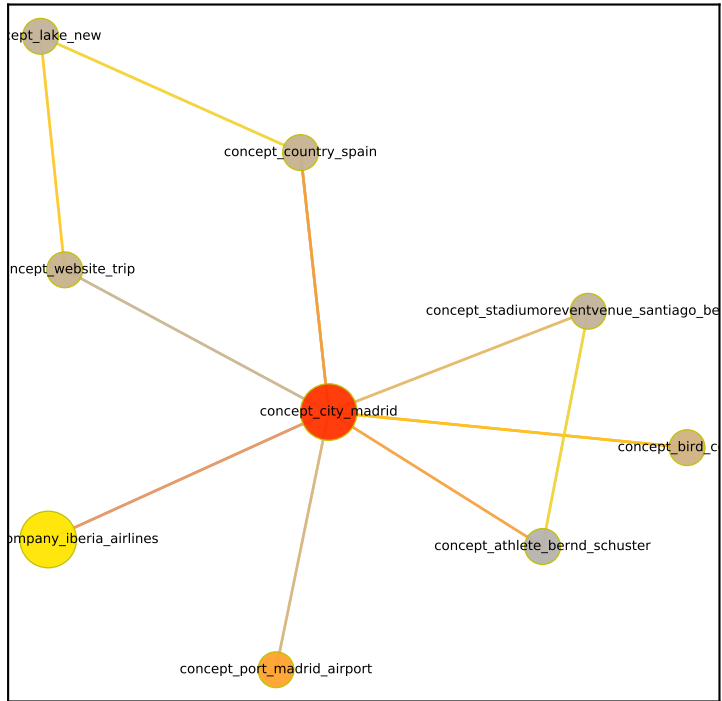 cept_lake_new
concept_country_spain
ncept_website_trip
concept_stadiumoreventvenue_santiago_be
concept_city_madrid
concept_bird_c
ompany_iberia_airlines
concept_athlete_bernd_schuster
concept_port_madrid_airport